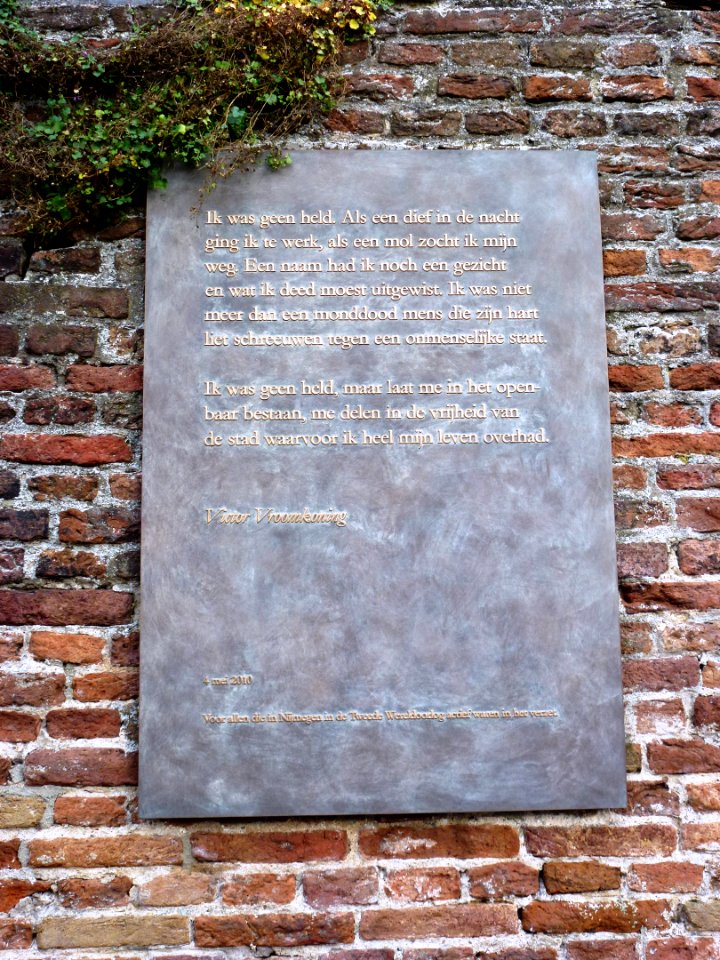 Ik was geen held. Als een dief in de nacht
ging ik te werk, als een mol zocht ik mijn
weg. Een naam had ik noch een gezicht
en wat ik deed moest uitgewist. Ik was niet
meer dan een monddood mens die zijn hart
liet schreeuwen tegen een onmenselijke staat.
Ik was geen held, maar laat me in het open-
baar bestaan, me delen in de vrijheid van
de stad waarvoor ik heel mijn leven overhad.
Victor Vroomkoning
4 mei 2010
Voor allen die in Nijmegen in de Tweede Wereldoorlog actief waren in het verzet.